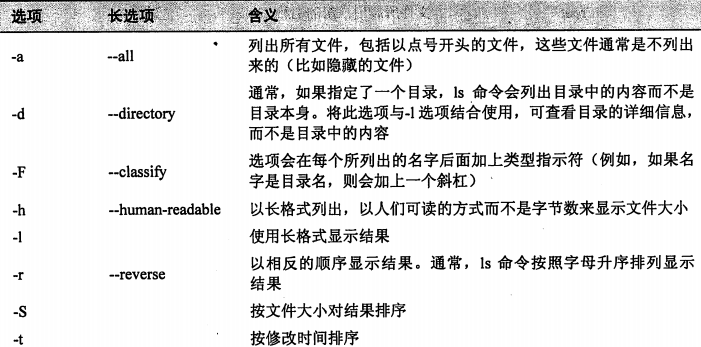 选项 长选项 含义
列出所有文件，包括以点号开头的文件，这些文件通常是不列出
-a --all
来的（比如隐藏的文件）
通常，如果指定了一个目录，ls 命令会列出目录中的内容而不是
-d --directory 目录本身。将此选项与-l 选项结合使用，可查看目录的详细信息，
而不是目录中的内容
选项会在每个所列出的名字后面加上类型指示符（例如，如果名
-F --classify
字是目录名，则会加上一个斜杠）
-h --human-readable 以长格式列出，以人们可读的方式而不是字节数来显示文件大小
-l 使用长格式显示结果
以相反的顺序显示结果。通常，ls 命令按照字母升序排列显示
-r --reverse
结果
-S 按文件大小对结果排序
-t 按修改时间排序